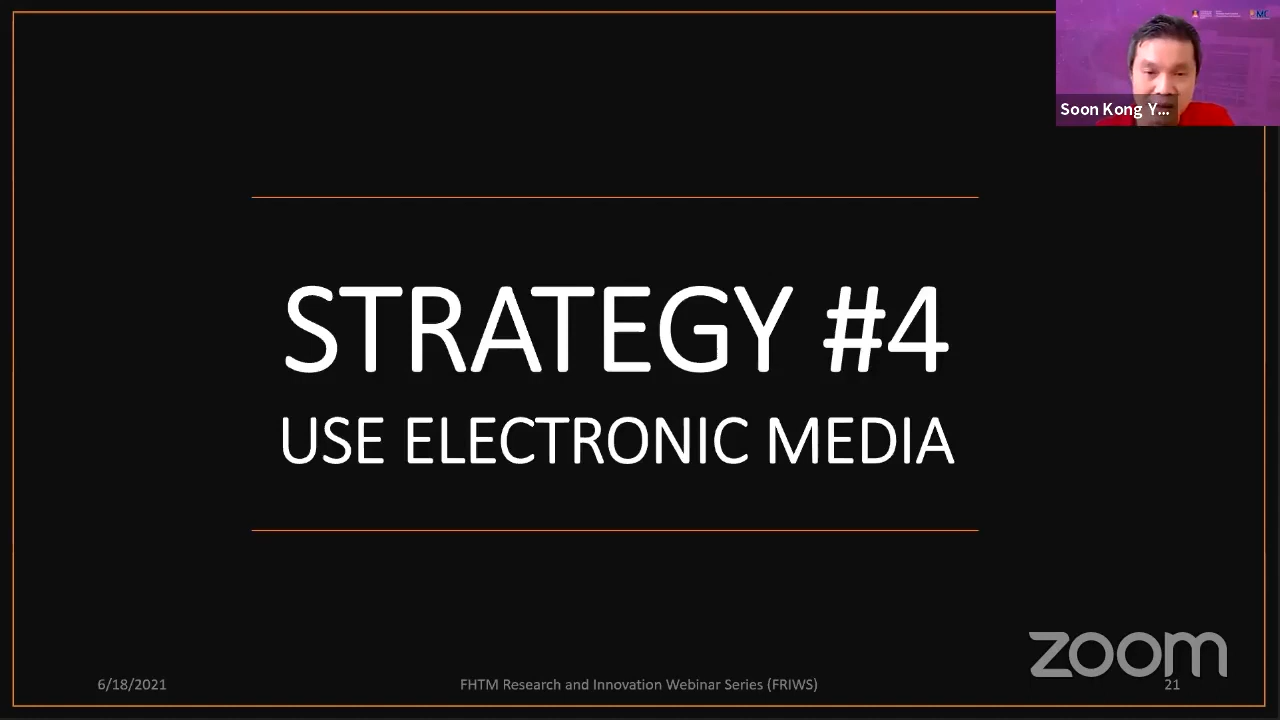 Soon Kong Y...
STRATEGY #4
USE ELECTRONIC MEDIA
zoom
6/18/2021
FHTM Research and Innovation Webinar Series (FRIWS)
21